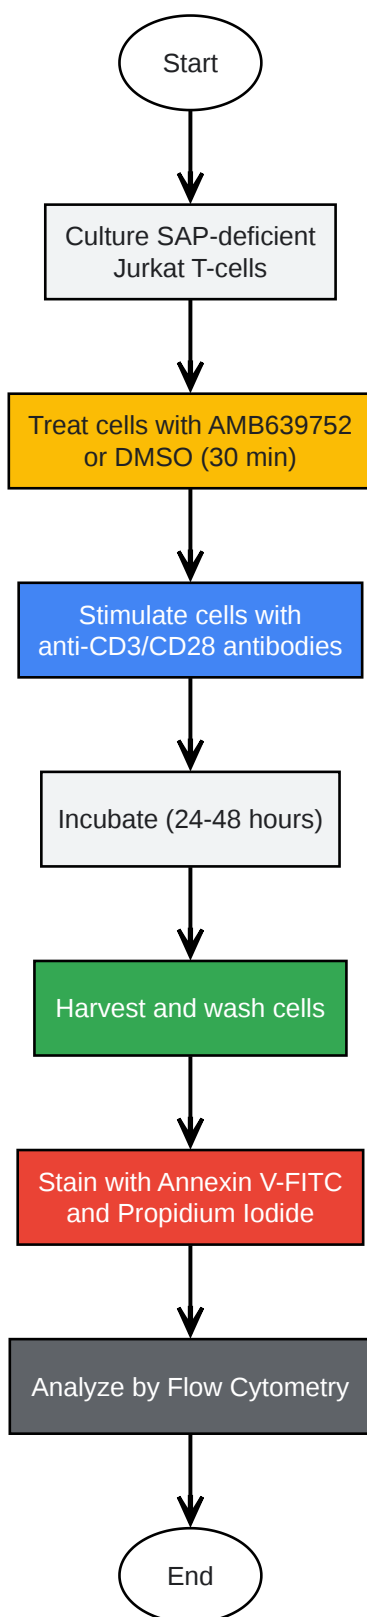 Start
Culture SAP-deficient
Jurkat T-cells
Treat cells with AMB639752
or DMSO (30 min)
Stimulate cells with
anti-CD3/CD28 antibodies
Incubate (24-48 hours)
Harvest and wash cells
Stain with Annexin V-FITC
and Propidium Iodide
Analyze by Flow Cytometry
End